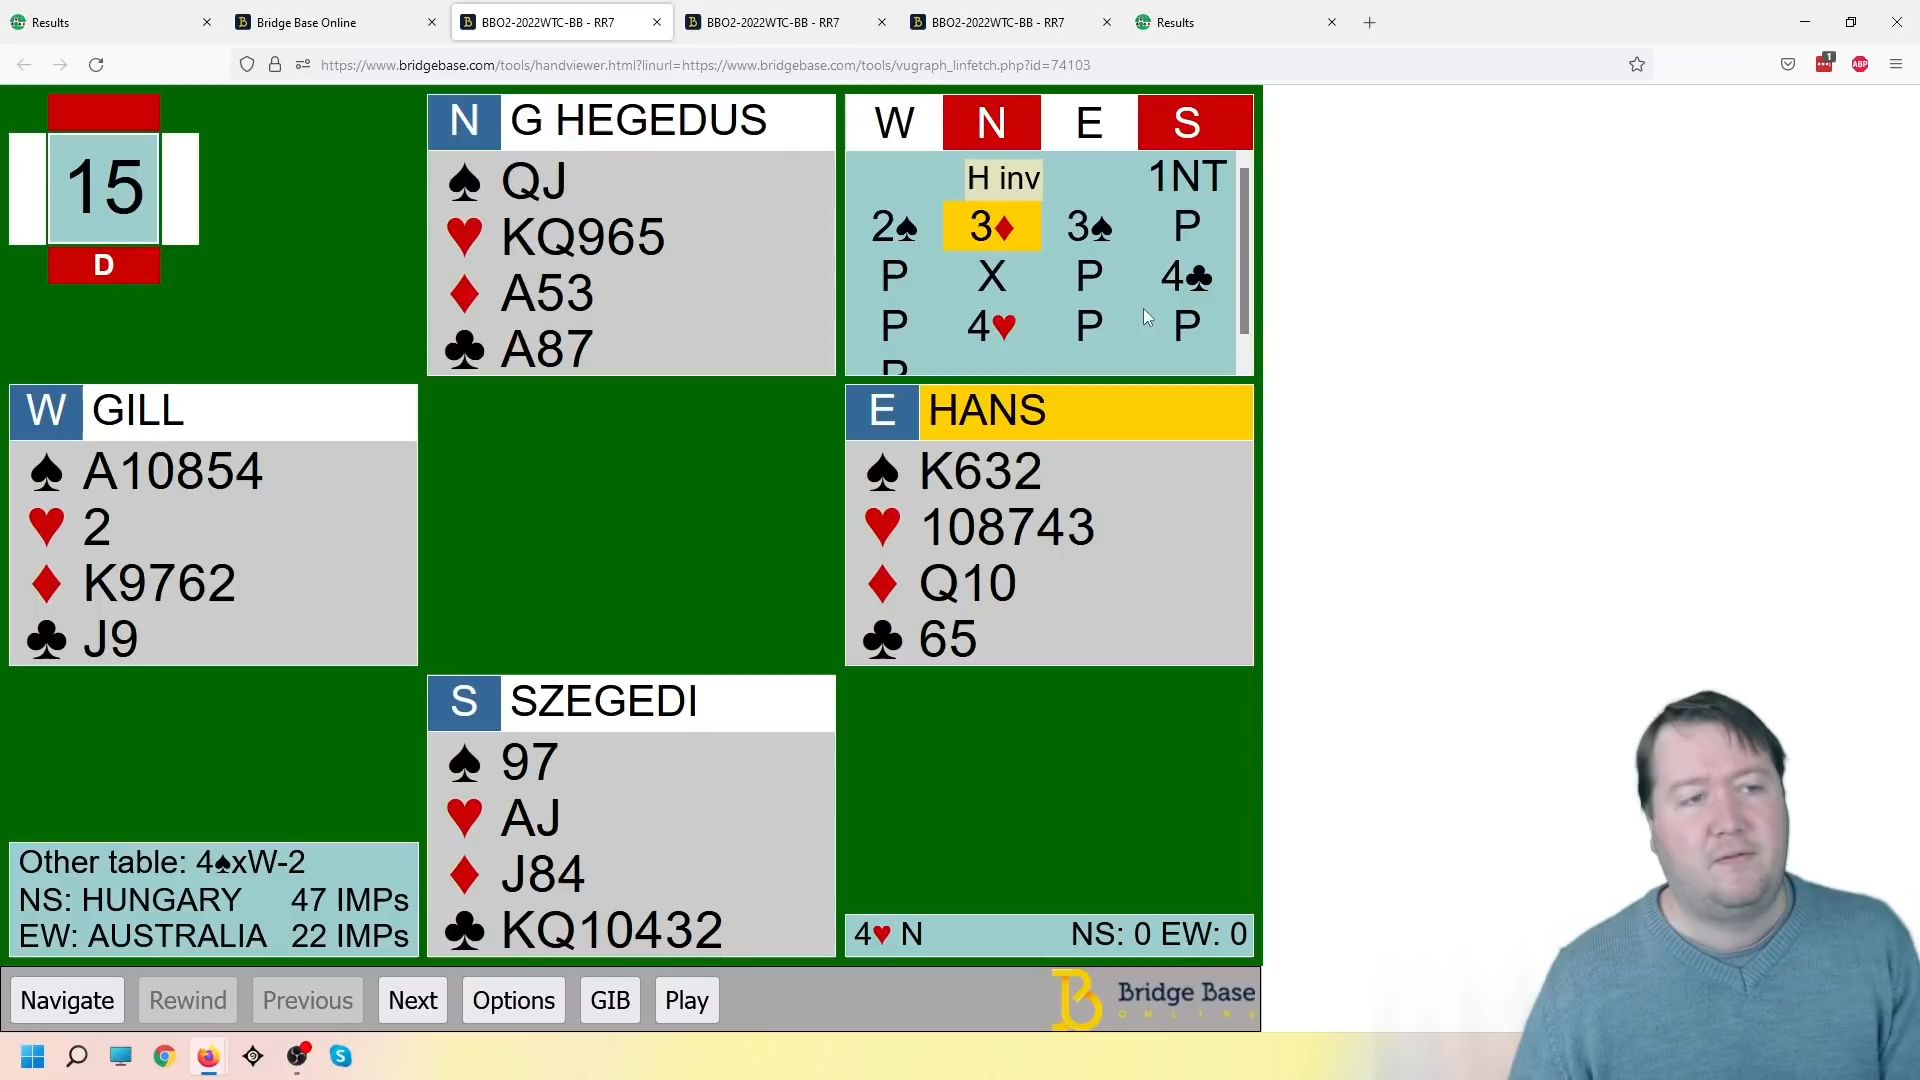 Results
Bridge Base Online
BBO2-2022WTC-BB - RR7
BBO2-2022WTC-BB - RR7
BBO2-2022WTC-BB - RR7
Results
https://www.bridgebase.com/tools/handviewer.html?linurl=https://www.bridgebase.com/tools/vugraph_linfetch.php?id=74103
1
ABP
15
D
N G HEGEDUS
♠ QJ
♥ KQ965
♦ A53
♣ A87
W N E S
H inv 1NT
2♠ 3♦ 3♠ P
P X P 4♣
P 4♥ P P
P
W GILL
♠ A10854
♥ 2
♦ K9762
♣ J9
E HANS
♠ K632
♥ 108743
♦ Q10
♣ 65
S SZEGEDI
♠ 97
♥ AJ
♦ J84
♣ KQ10432
Other table: 4♠xW-2
NS: HUNGARY 47 IMPs
EW: AUSTRALIA 22 IMPs
4♥ N NS: 0 EW: 0
Navigate Rewind Previous Next Options GIB Play
Bridge Base
ONLINE